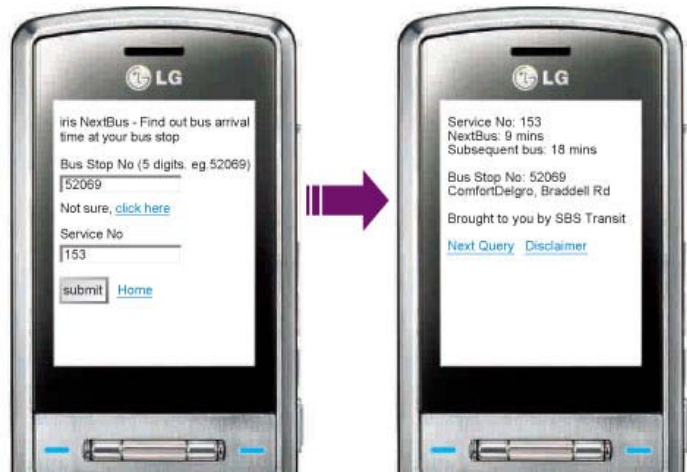 LG
iris NextBus - Find out bus arrival
time at your bus stop
Bus Stop No (5 digits. eg.52069)
52069
Not sure, click here
Service No
153
submit Home
LG
Service No: 153
NextBus: 9 mins
Subsequent bus: 18 mins
Bus Stop No: 52069
ComfortDelgro, Braddell Rd
Brought to you by SBS Transit
Next Query Disclaimer